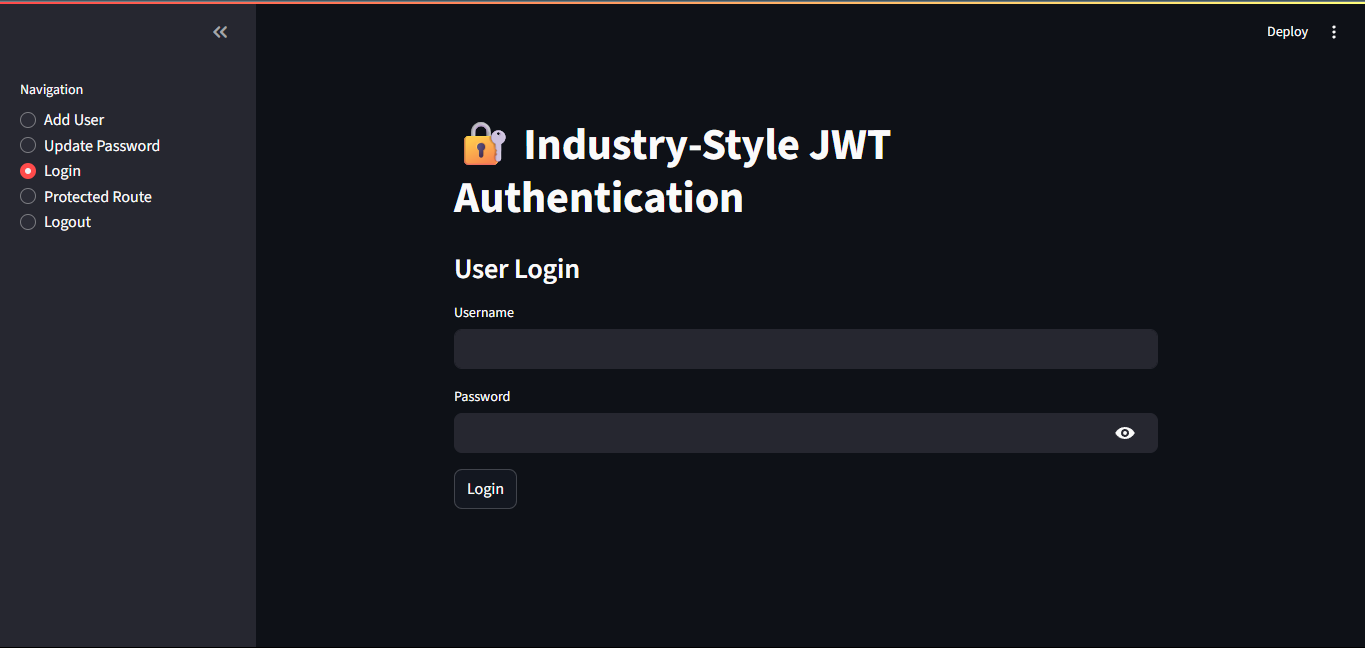 Deploy
Navigation
Add User
Update Password
Login
Protected Route
Logout
Industry-Style JWT
Authentication
User Login
Username
Password
Login